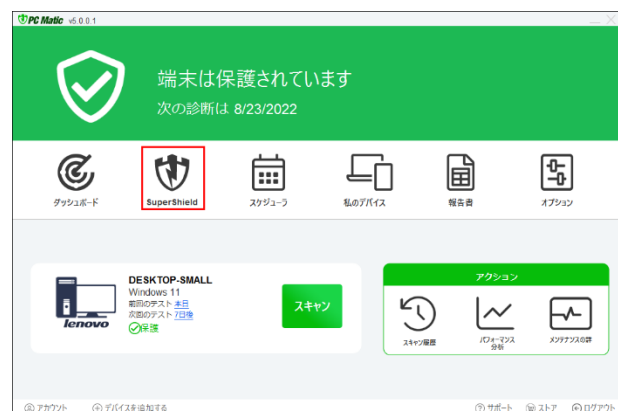 PC Matic v5.0.0.1
端末は保護されています
次の診断は 8/23/2022
ダッシュボード
SuperShield
スケジューラ
私のデバイス
報告書
オプション
DESKTOP-SMALL
Windows 11
前回のテスト 本日
次回のテスト 7日後
保護
lenovo
スキャン
アクション
スキャン履歴
パフォーマンス
分析
メンテナンスの詳
アカウント
デバイスを追加する
サポート
ストア
ログアウト